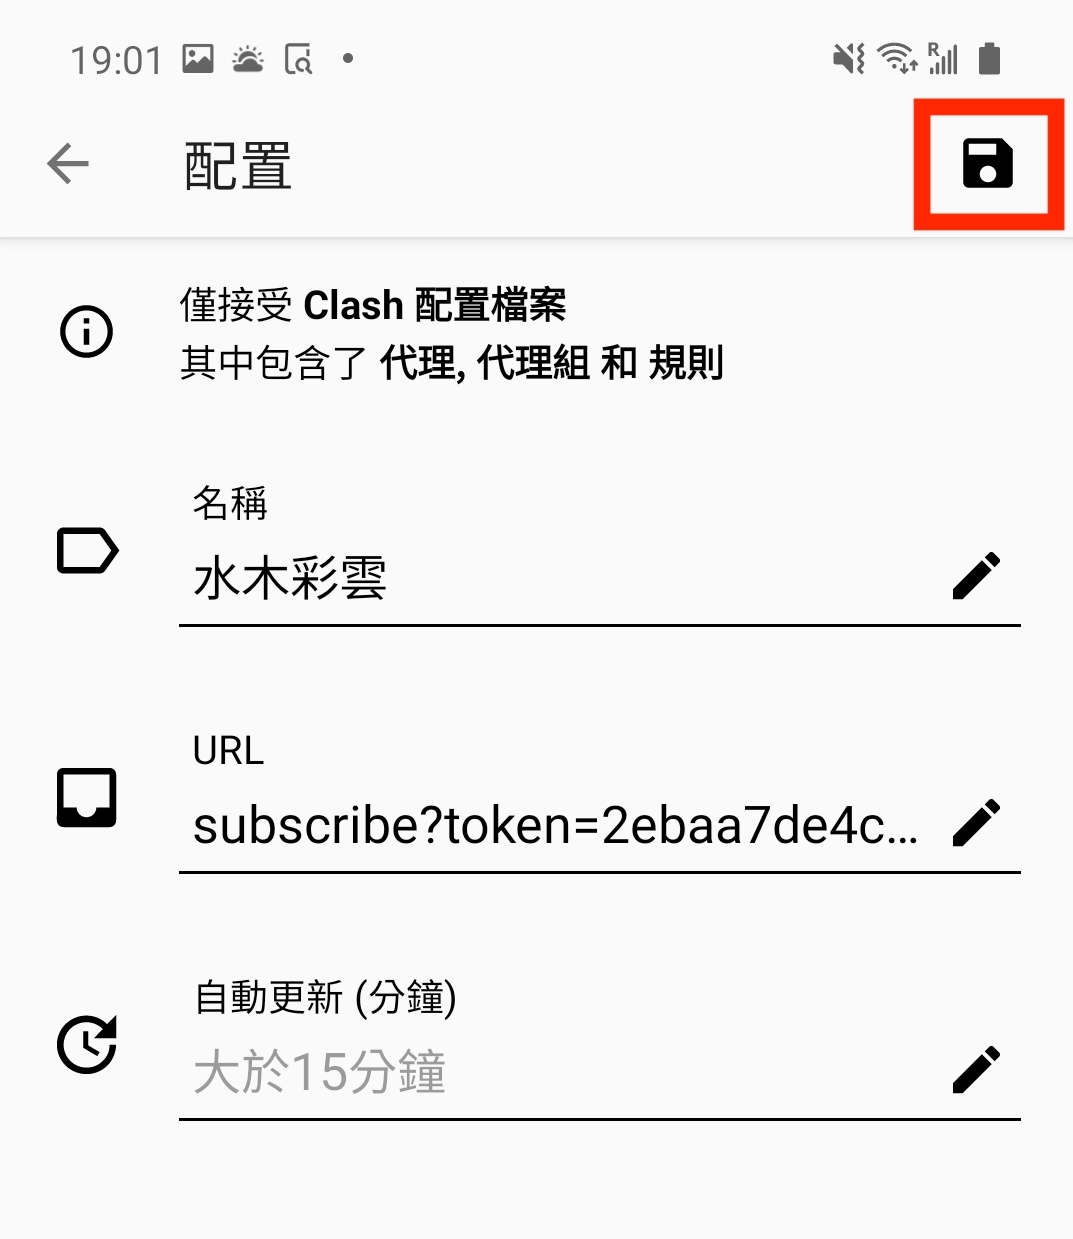 19:01
R
配置
僅接受 Clash 配置檔案
其中包含了 代理, 代理組 和 規則
名稱
水木彩雲
URL
subscribe?token=2ebaa7de4c...
自動更新 (分鐘)
大於15分鐘